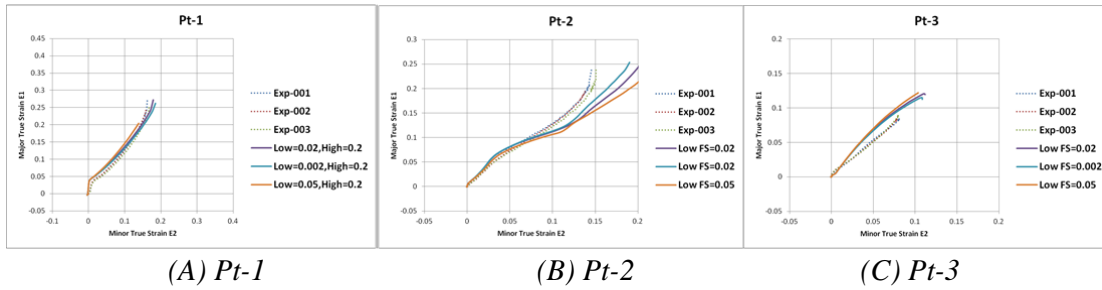 Pt-1
0.45
0.4
0.35
0.3
0.25
0.2
0.15
0.1
0.05
0
-0.05
-0.1
0
0.1
0.2
0.3
0.4
Major True Strain E1
Minor True Strain E2
Exp-001
Exp-002
Exp-003
Low=0.02,High=0.2
Low=0.002,High=0.2
Low=0.05,High=0.2
Pt-2
0.3
0.25
0.2
0.15
0.1
0.05
0
-0.05
-0.05
0
0.05
0.1
0.15
0.2
Major True Strain E1
Minor True Strain E2
Exp-001
Exp-002
Exp-003
Low FS=0.02
Low FS=0.02
Low FS=0.05
Pt-3
0.2
0.15
0.1
0.05
0
-0.05
-0.05
0
0.05
0.1
0.15
0.2
Major True Strain E1
Minor True Strain E2
Exp-001
Exp-002
Exp-003
Low FS=0.02
Low FS=0.002
Low FS=0.05
(A) Pt-1
(B) Pt-2
(C) Pt-3